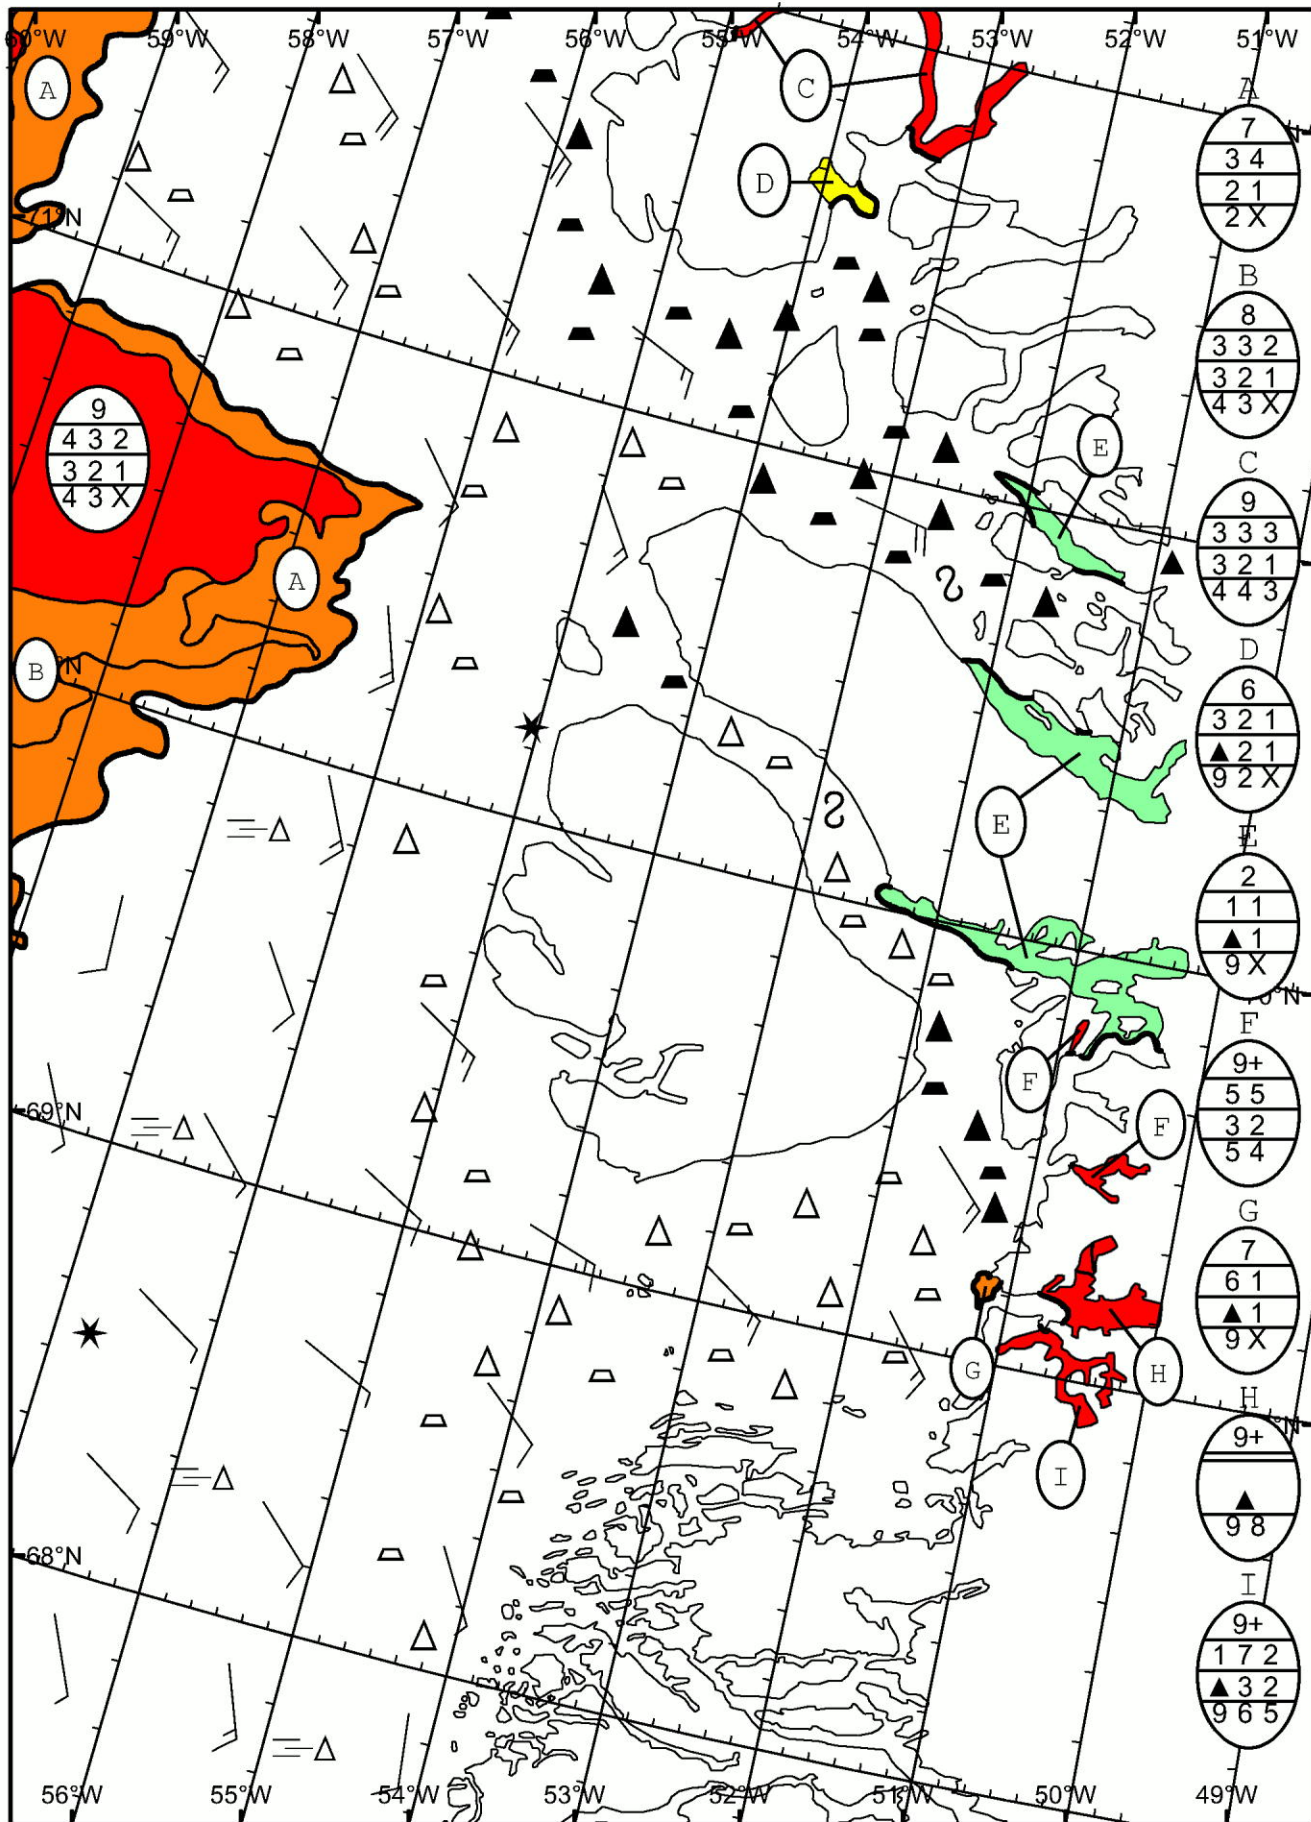 60°W 59°W 58°W 57°W 56°W 55°W 54°W 53°W 52°W 51°W
A
C
A
7
3 4
2 1
2 X
D
1°N
B
8
3 3 2
3 2 1
4 3 X
9
4 3 2
3 2 1
4 3 X
E
C
9
3 3 3
3 2 1
4 4 3
A
B
°N
D
6
3 2 1
▲ 2 1
9 2 X
E
E
2
1 1
▲ 1
9 X
°N
F
9+
5 5
3 2
5 4
F
69°N
F
G
7
6 1
▲ 1
9 X
G
H
H
9+
▲
9 8
°N
I
68°N
I
9+
1 7 2
▲ 3 2
9 6 5
56°W 55°W 54°W 53°W 52°W 51°W 50°W 49°W